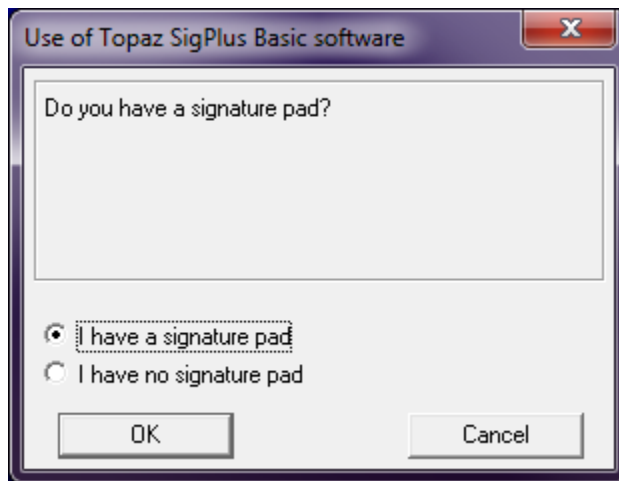 Use of Topaz SigPlus Basic software
Do you have a signature pad?
I have a signature pad
I have no signature pad
OK
Cancel